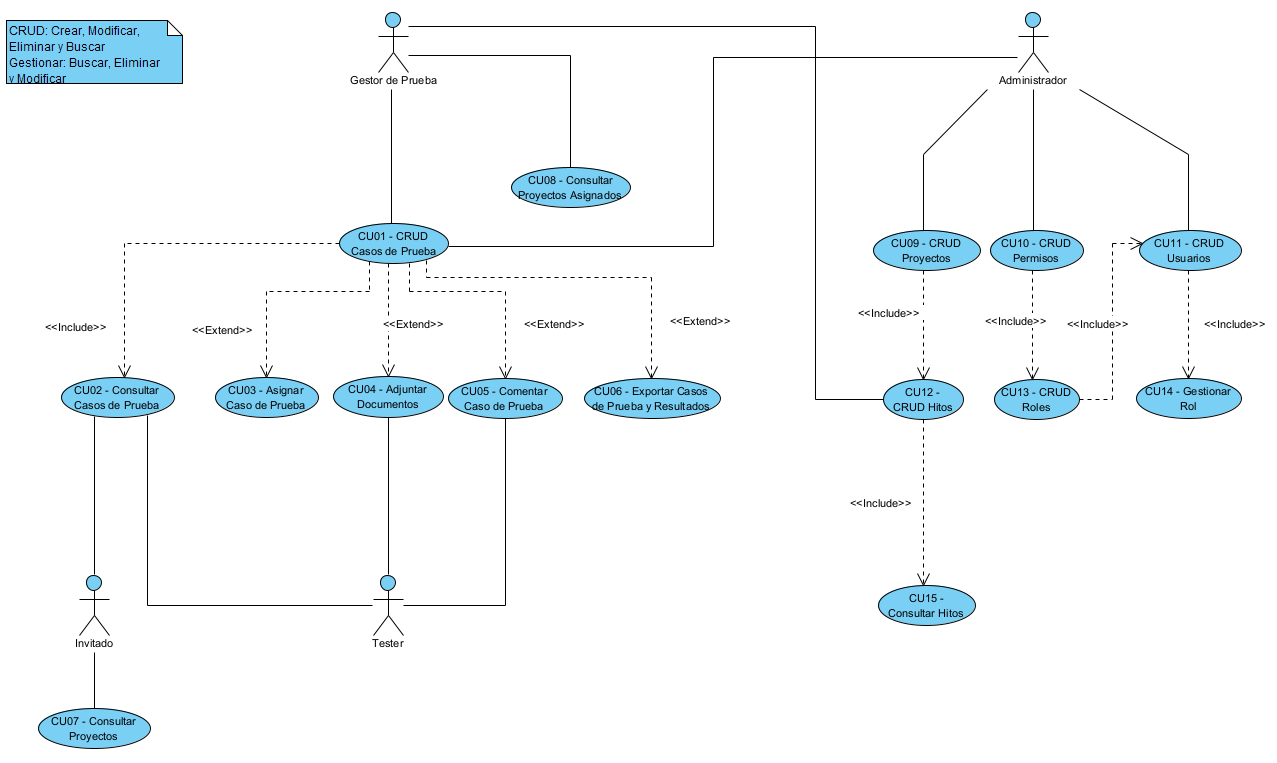 CRUD: Crear, Modificar,
Eliminar y Buscar
Gestionar: Buscar, Eliminar
y Modificar
Gestor de Prueba
Administrador
CU08 - Consultar
Proyectos Asignados
CU01 - CRUD
Casos de Prueba
CU09 - CRUD
Proyectos
CU10 - CRUD
Permisos
CU11 - CRUD
Usuarios
<<Include>>
<<Extend>>
<<Extend>>
<<Extend>>
<<Extend>>
<<Include>>
<<Include>>
<<Include>>
<<Include>>
CU02 - Consultar
Casos de Prueba
CU03 - Asignar
Caso de Prueba
CU04 - Adjuntar
Documentos
CU05 - Comentar
Caso de Prueba
CU06 - Exportar Casos
de Prueba y Resultados
CU12 -
CRUD Hitos
CU13 - CRUD
Roles
CU14 - Gestionar
Rol
<<Include>>
CU15 -
Consultar Hitos
Invitado
Tester
CU07 - Consultar
Proyectos